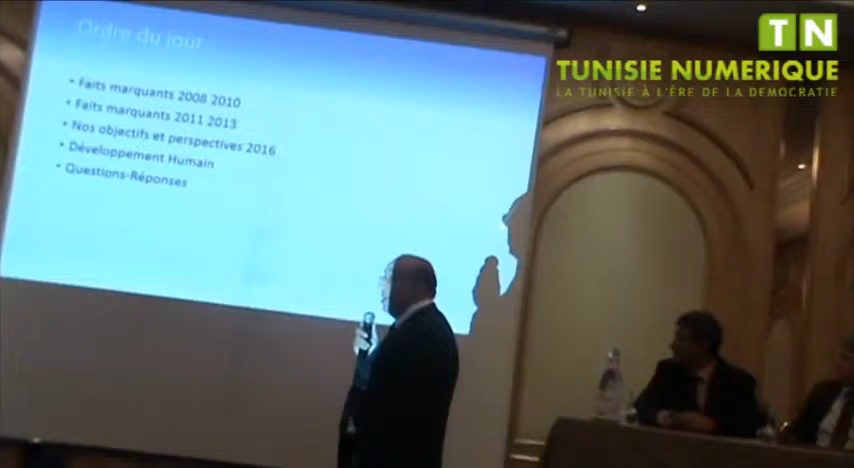 Ordre du jour
• Faits marquants 2008 2010
• Faits marquants 2011 2013
• Nos objectifs et perspectives 2016
• Développement Humain
• Questions-Réponses
TN
TUNISIE NUMERIQUE
LA TUNISIE À L'ÈRE DE LA DEMOCRATIE